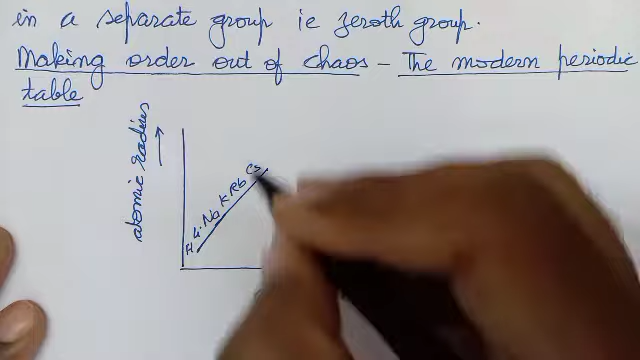 in a separate group ie zeroth group.
Making order out of chaos - The modern periodic
table
atomic radius
H Li Na K Rb Cs